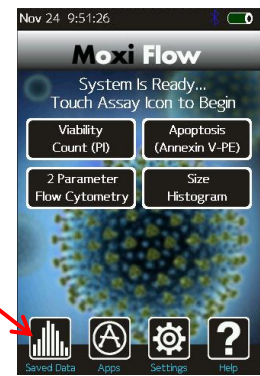 Nov 24 9:51:26
Moxi Flow
System Is Ready...
Touch Assay Icon to Begin
Viability
Count (PI)
Apoptosis
(Annexin V-PE)
2 Parameter
Flow Cytometry
Size
Histogram
Saved Data Apps Settings Help